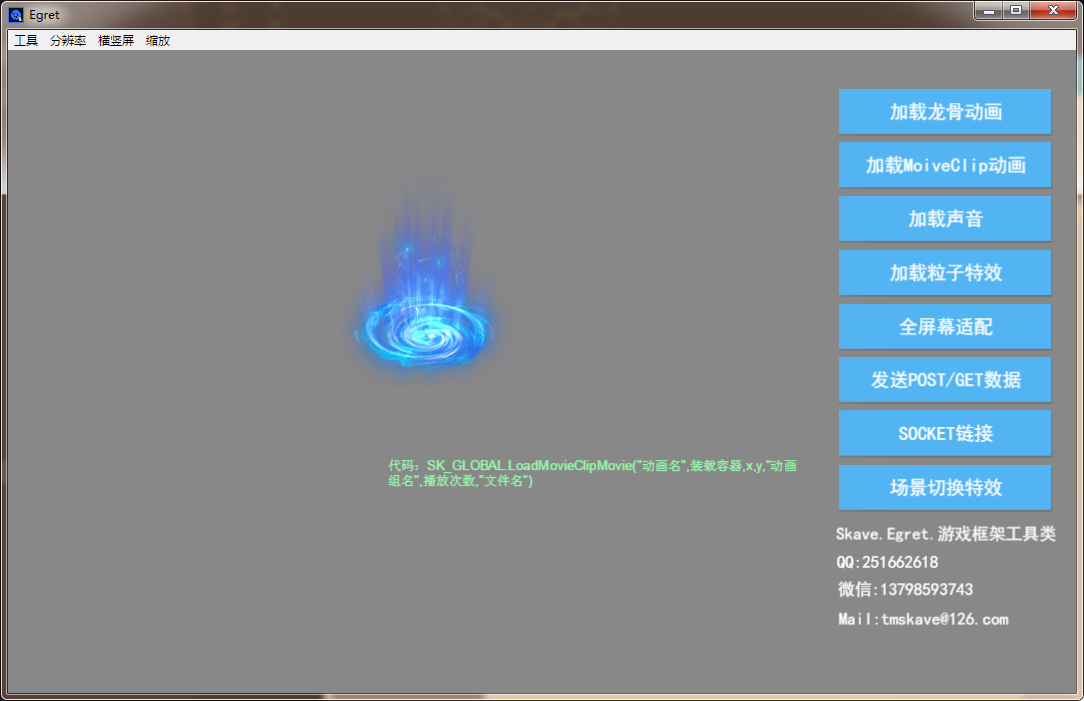 Egret
工具 分辨率 横竖屏 缩放
加载龙骨动画
加载MoiveClip动画
加载声音
加载粒子特效
全屏幕适配
发送POST/GET数据
SOCKET链接
场景切换特效
代码：SK_GLOBAL.LoadMovieClipMovie("动画名",装载容器,x,y,"动画
组名",播放次数,"文件名")
Skave.Egret.游戏框架工具类
QQ:251662618
微信:13798593743
Mail:tmskave@126.com